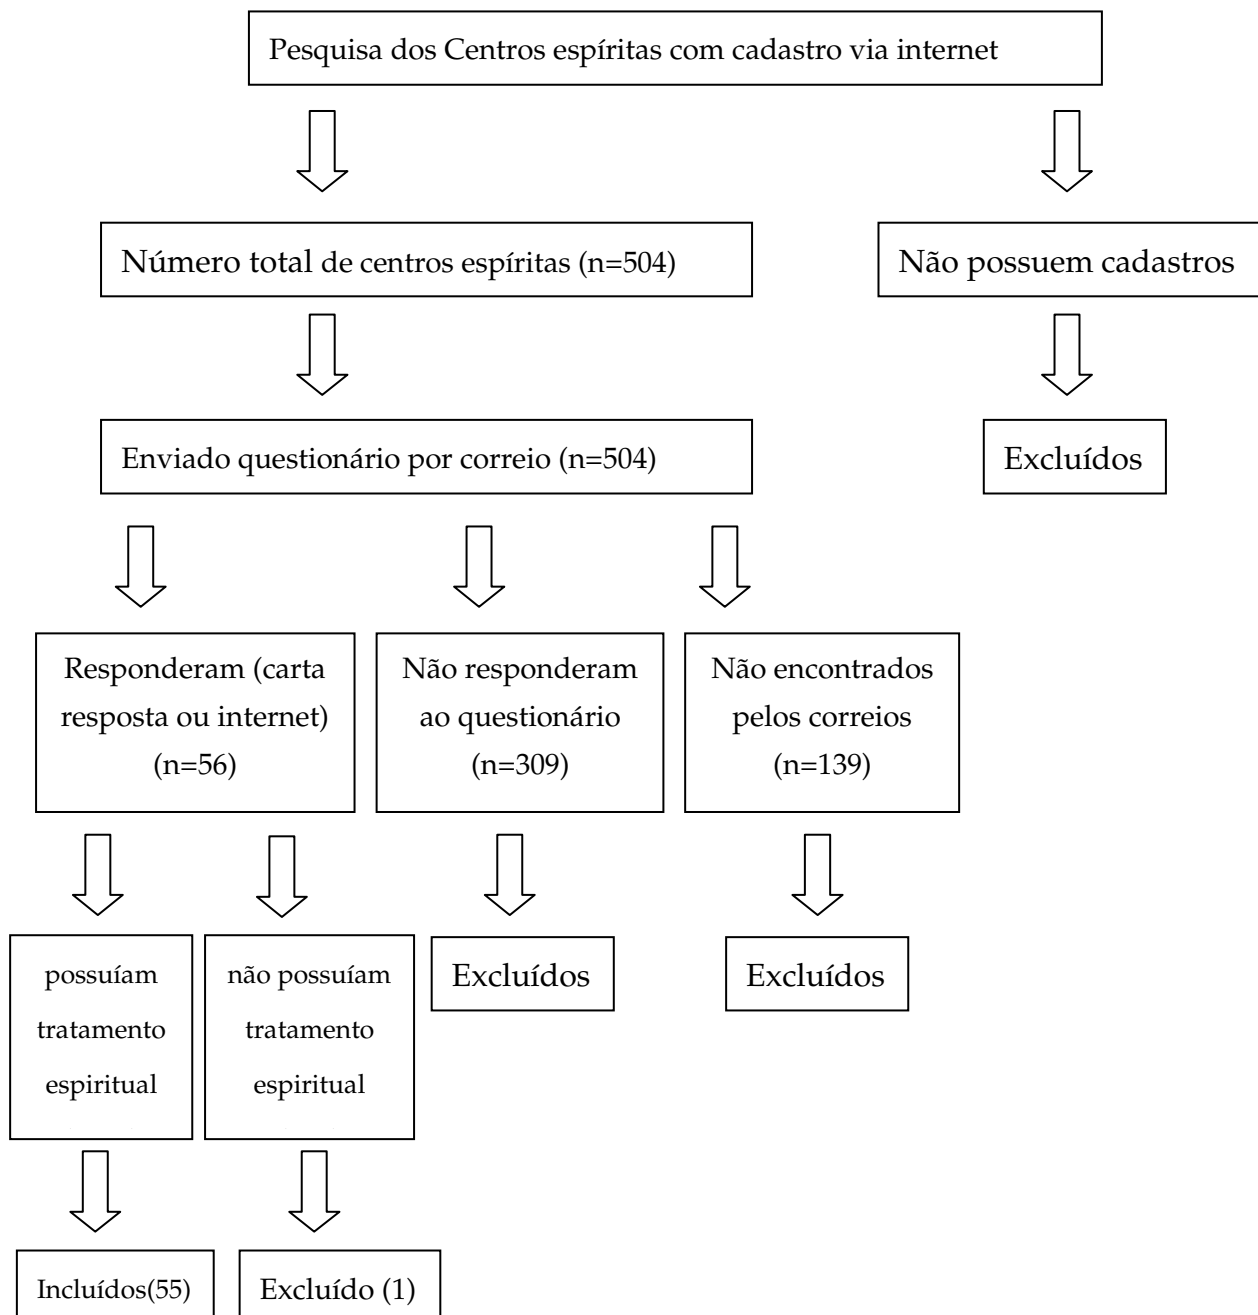 Pesquisa dos Centros espíritas com cadastro via internet
Número total de centros espíritas (n=504)
Não possuem cadastros
Enviado questionário por correio (n=504)
Excluídos
Responderam (carta
resposta ou internet)
(n=56)
Não responderam
ao questionário
(n=309)
Não encontrados
pelos correios
(n=139)
possuíam
tratamento
espiritual
não possuíam
tratamento
espiritual
Excluídos
Excluídos
Incluídos(55)
Excluído (1)